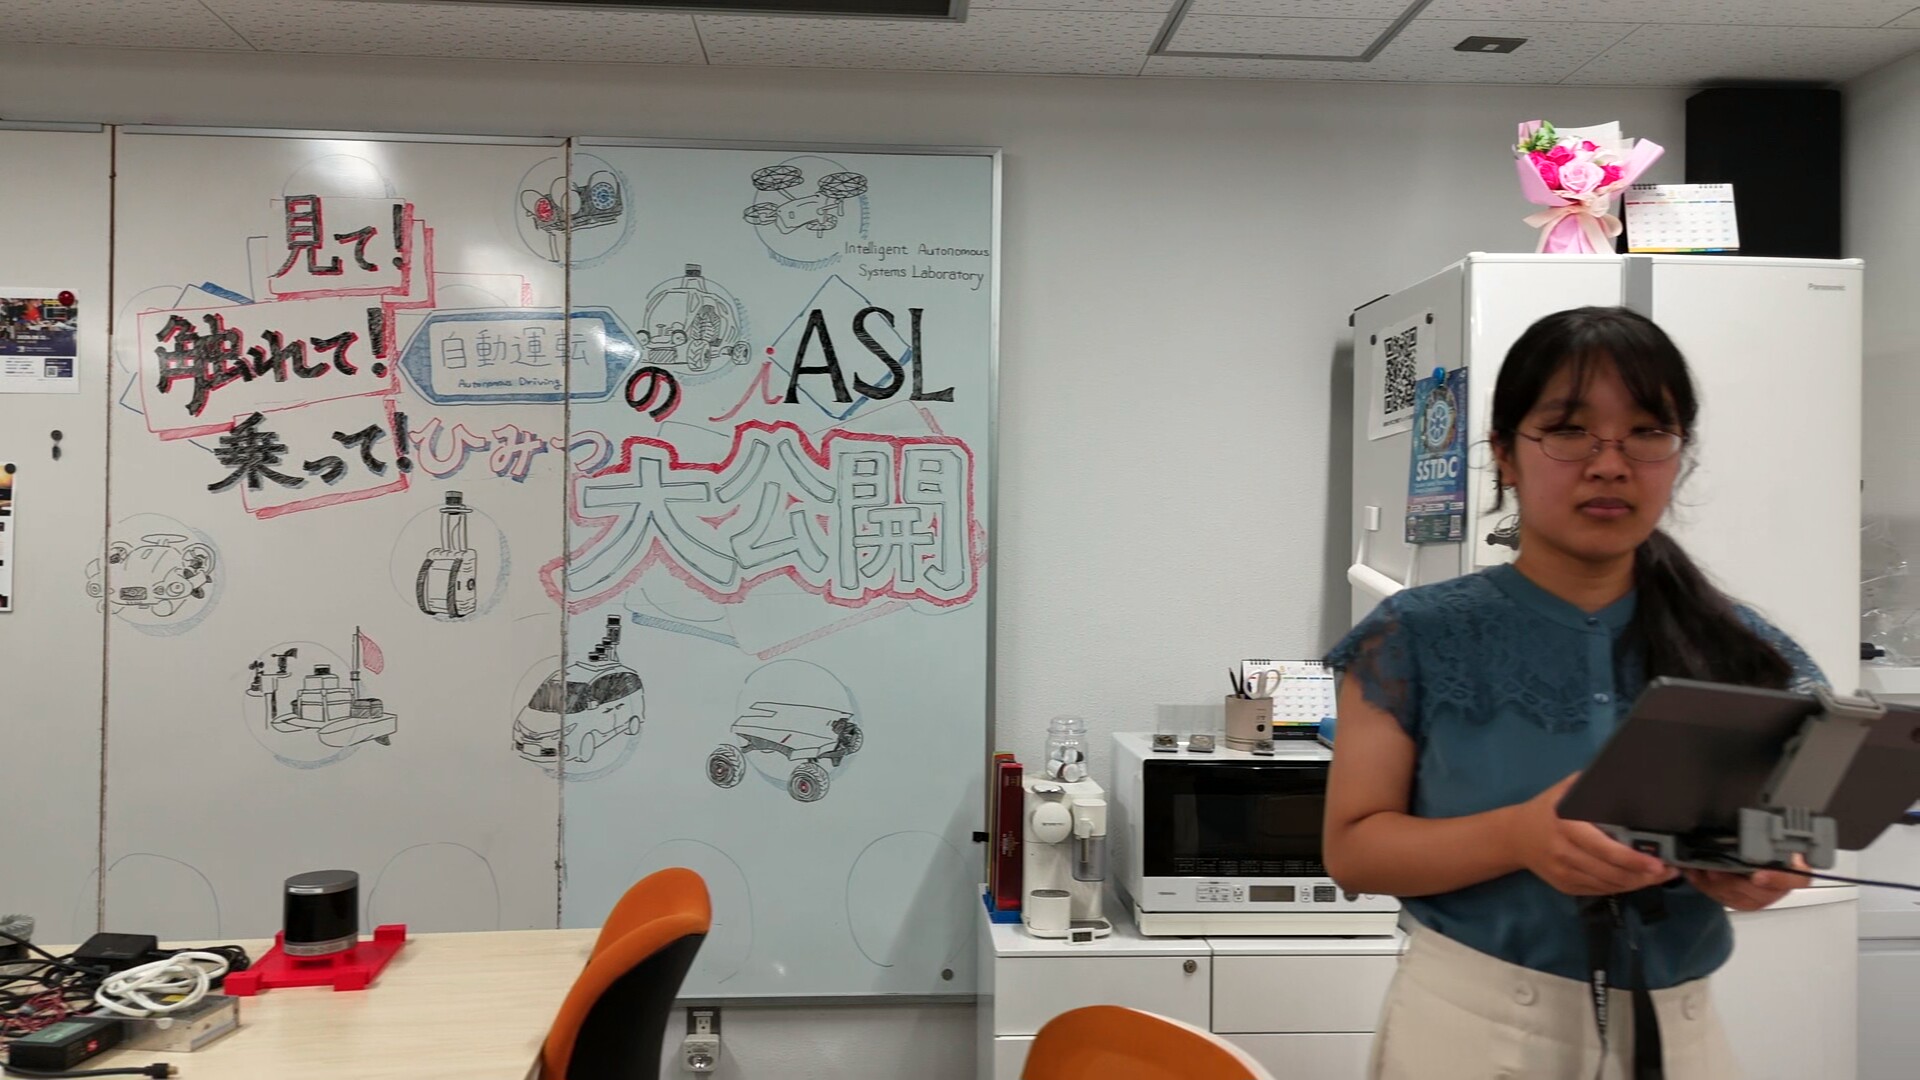 見て!
触れて!
乗って!
自動運転
Autonomous Driving
の
ひみつ
大公開
Intelligent Autonomous
Systems Laboratory
iASL
Panasonic
SSTDC